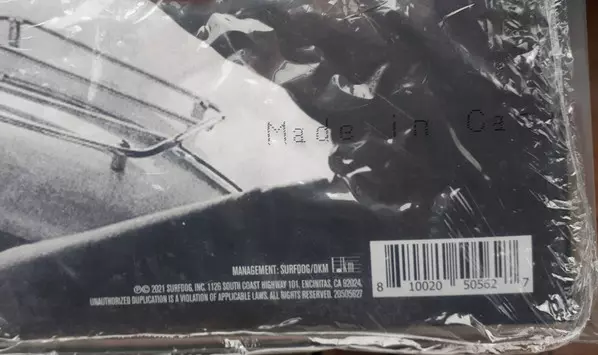 Made in Ca
MANAGEMENT: SURFDOG/DKM dkm
℗© 2021 SURFDOG, INC. 1126 SOUTH COAST HIGHWAY 101, ENCINITAS, CA 92024.
UNAUTHORIZED DUPLICATION IS A VIOLATION OF APPLICABLE LAWS. ALL RIGHTS RESERVED. 20505627
8 10020 50562 7